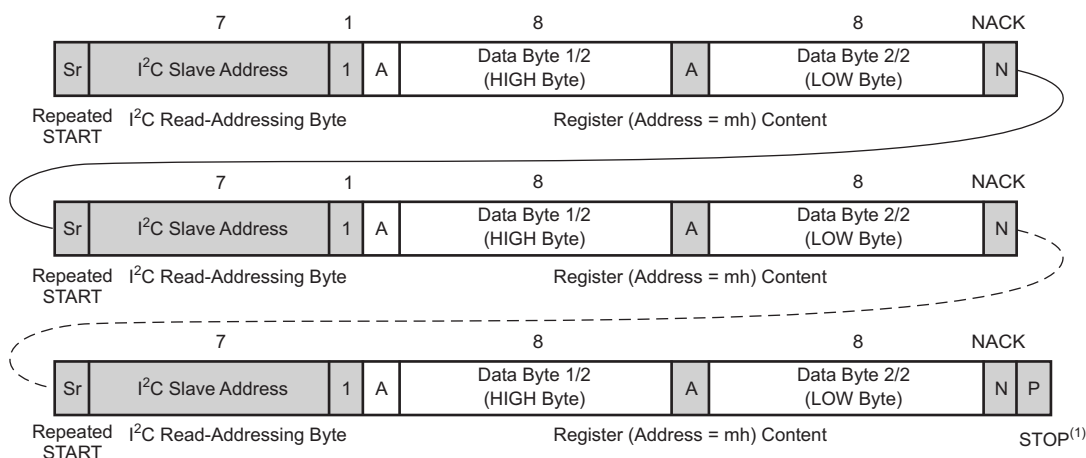 7 1 8 8 NACK
Sr I²C Slave Address 1 A Data Byte 1/2 A Data Byte 2/2 N
(HIGH Byte) (LOW Byte)
Repeated I²C Read-Addressing Byte Register (Address = mh) Content
START
7 1 8 8 NACK
Sr I²C Slave Address 1 A Data Byte 1/2 A Data Byte 2/2 N
(HIGH Byte) (LOW Byte)
Repeated I²C Read-Addressing Byte Register (Address = mh) Content
START
7 1 8 8 NACK
Sr I²C Slave Address 1 A Data Byte 1/2 A Data Byte 2/2 N P
(HIGH Byte) (LOW Byte)
Repeated I²C Read-Addressing Byte Register (Address = mh) Content STOP⁽¹⁾
START